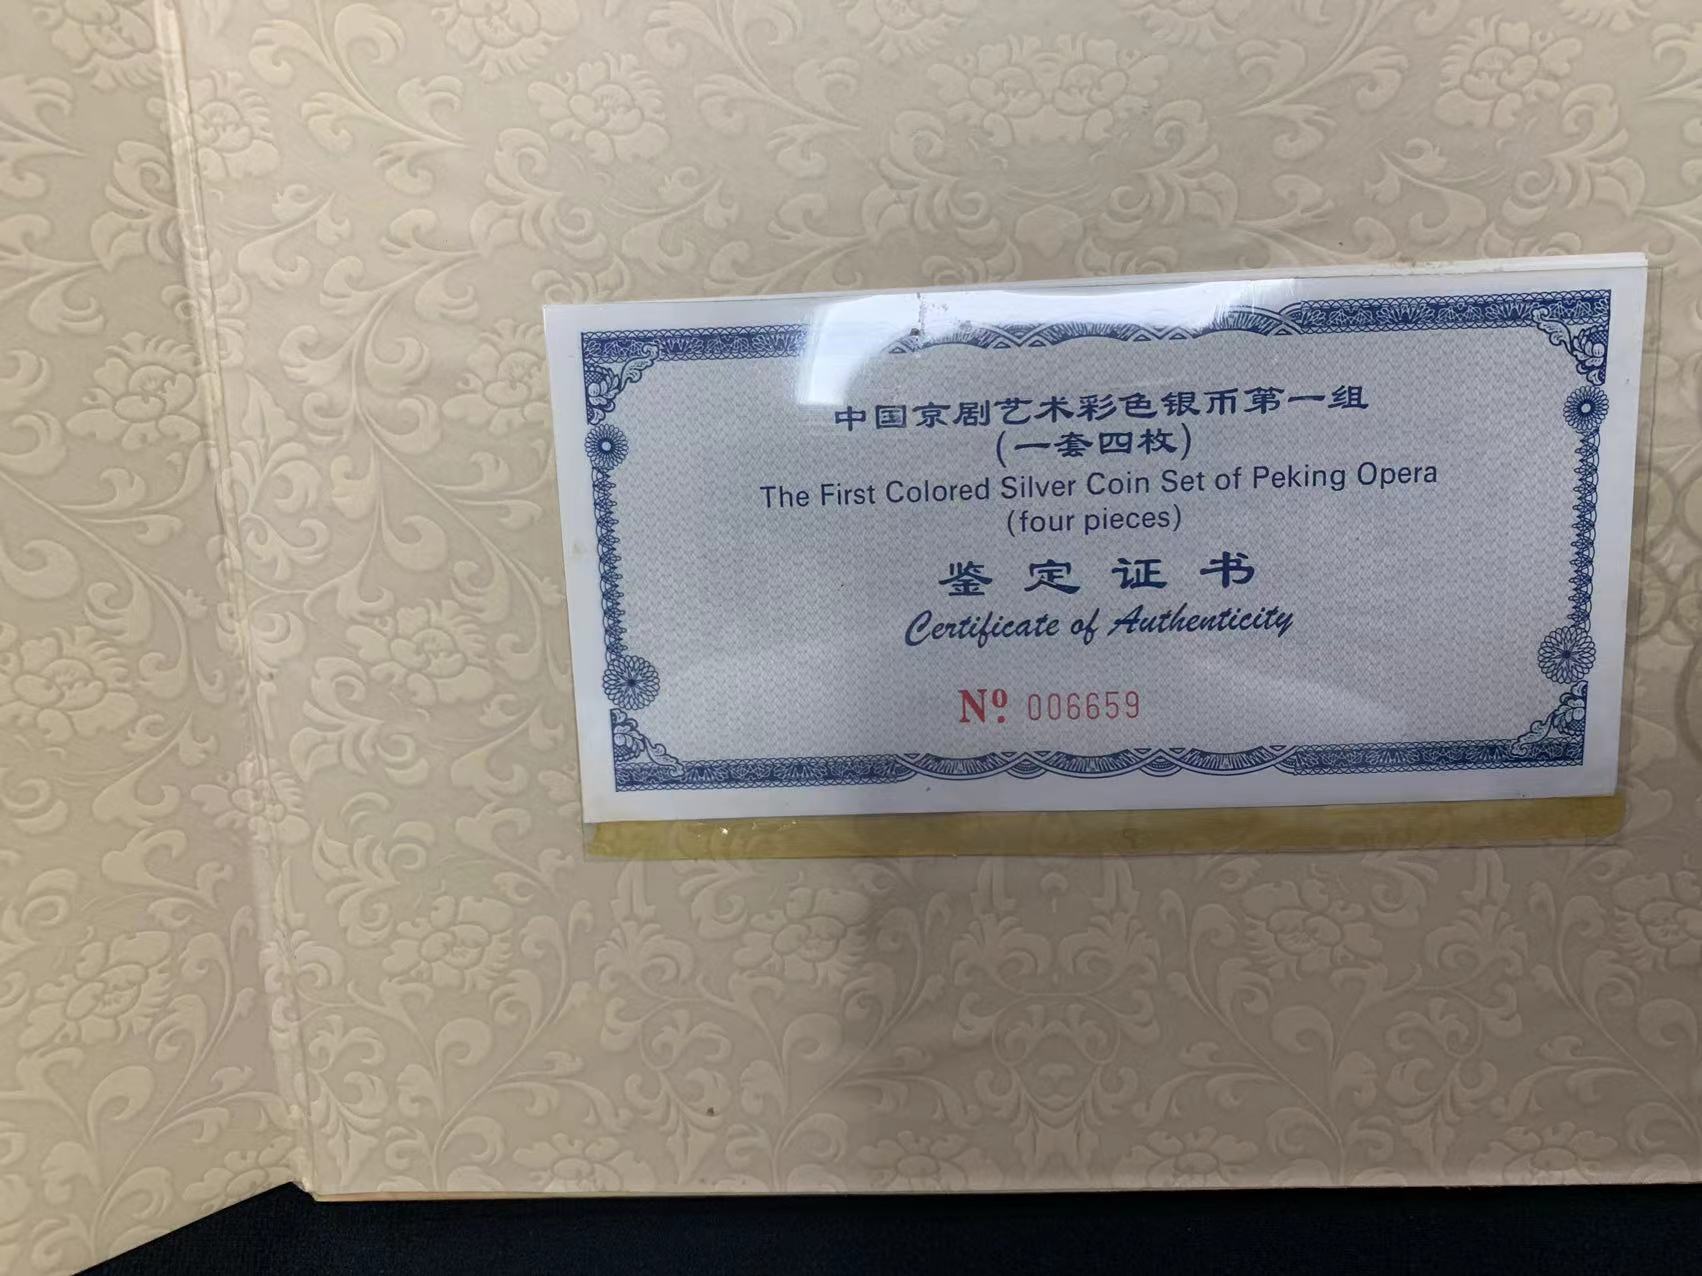 中国京剧艺术彩色银币第一组
(一套四枚)
The First Colored Silver Coin Set of Peking Opera
(four pieces)
鉴定证书
Certificate of Authenticity
Nº. 006659